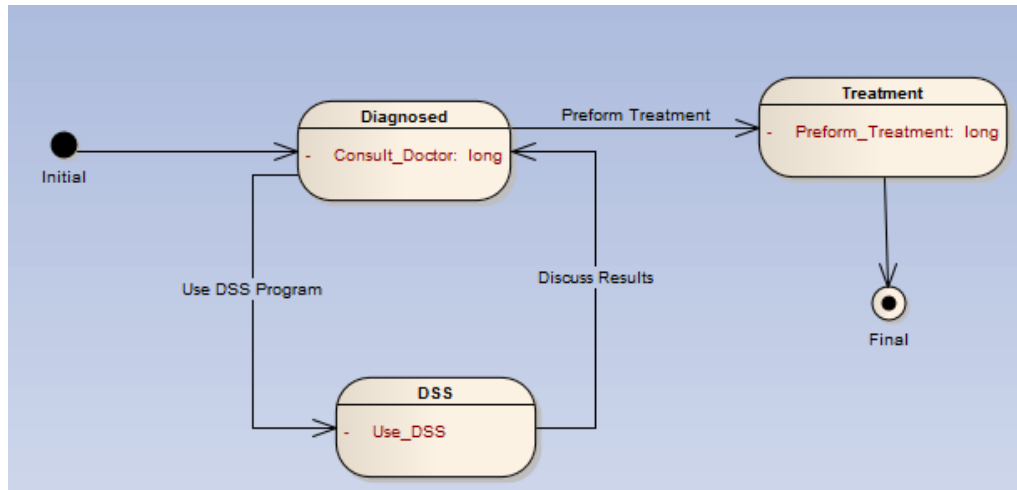 Treatment
Diagnosed
Preform Treatment
- Preform_Treatment: long
- Consult_Doctor: long
Initial
Use DSS Program
Discuss Results
Final
DSS
- Use_DSS